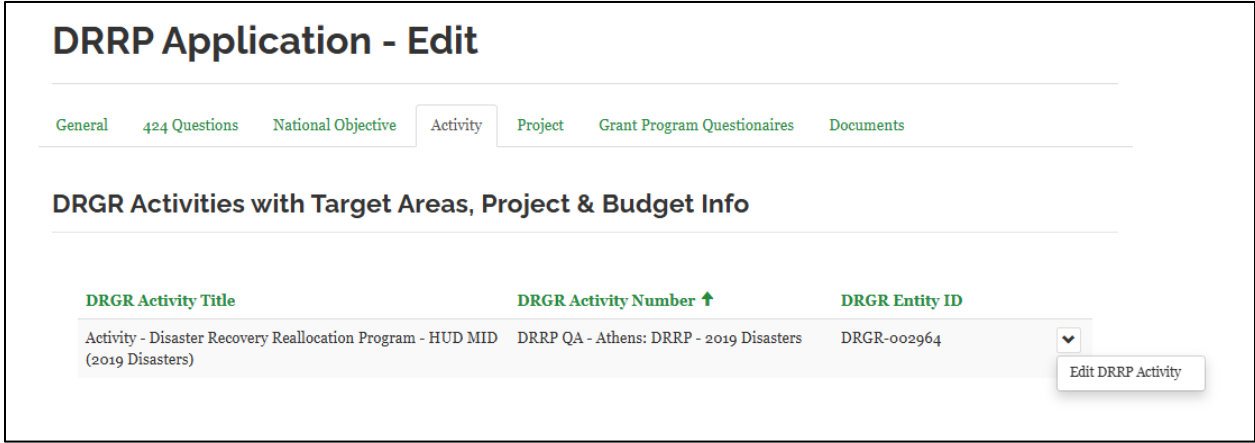 DRRP Application - Edit
General 424 Questions National Objective Activity Project Grant Program Questionaires Documents
DRGR Activities with Target Areas, Project & Budget Info
DRGR Activity Title DRGR Activity Number ↑ DRGR Entity ID
Activity - Disaster Recovery Reallocation Program - HUD MID DRRP QA - Athens: DRRP - 2019 Disasters DRGR-002964
(2019 Disasters)
Edit DRRP Activity